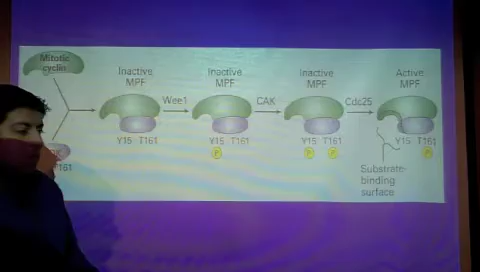 Mitotic
cyclin
Inactive
MPF
Wee1
Inactive
MPF
CAK
Inactive
MPF
Cdc25
Active
MPF
Y15 T161
Y15 T161
Y15 T161
Y15 T161
P
P
P
P
T161
Substrate-
binding
surface